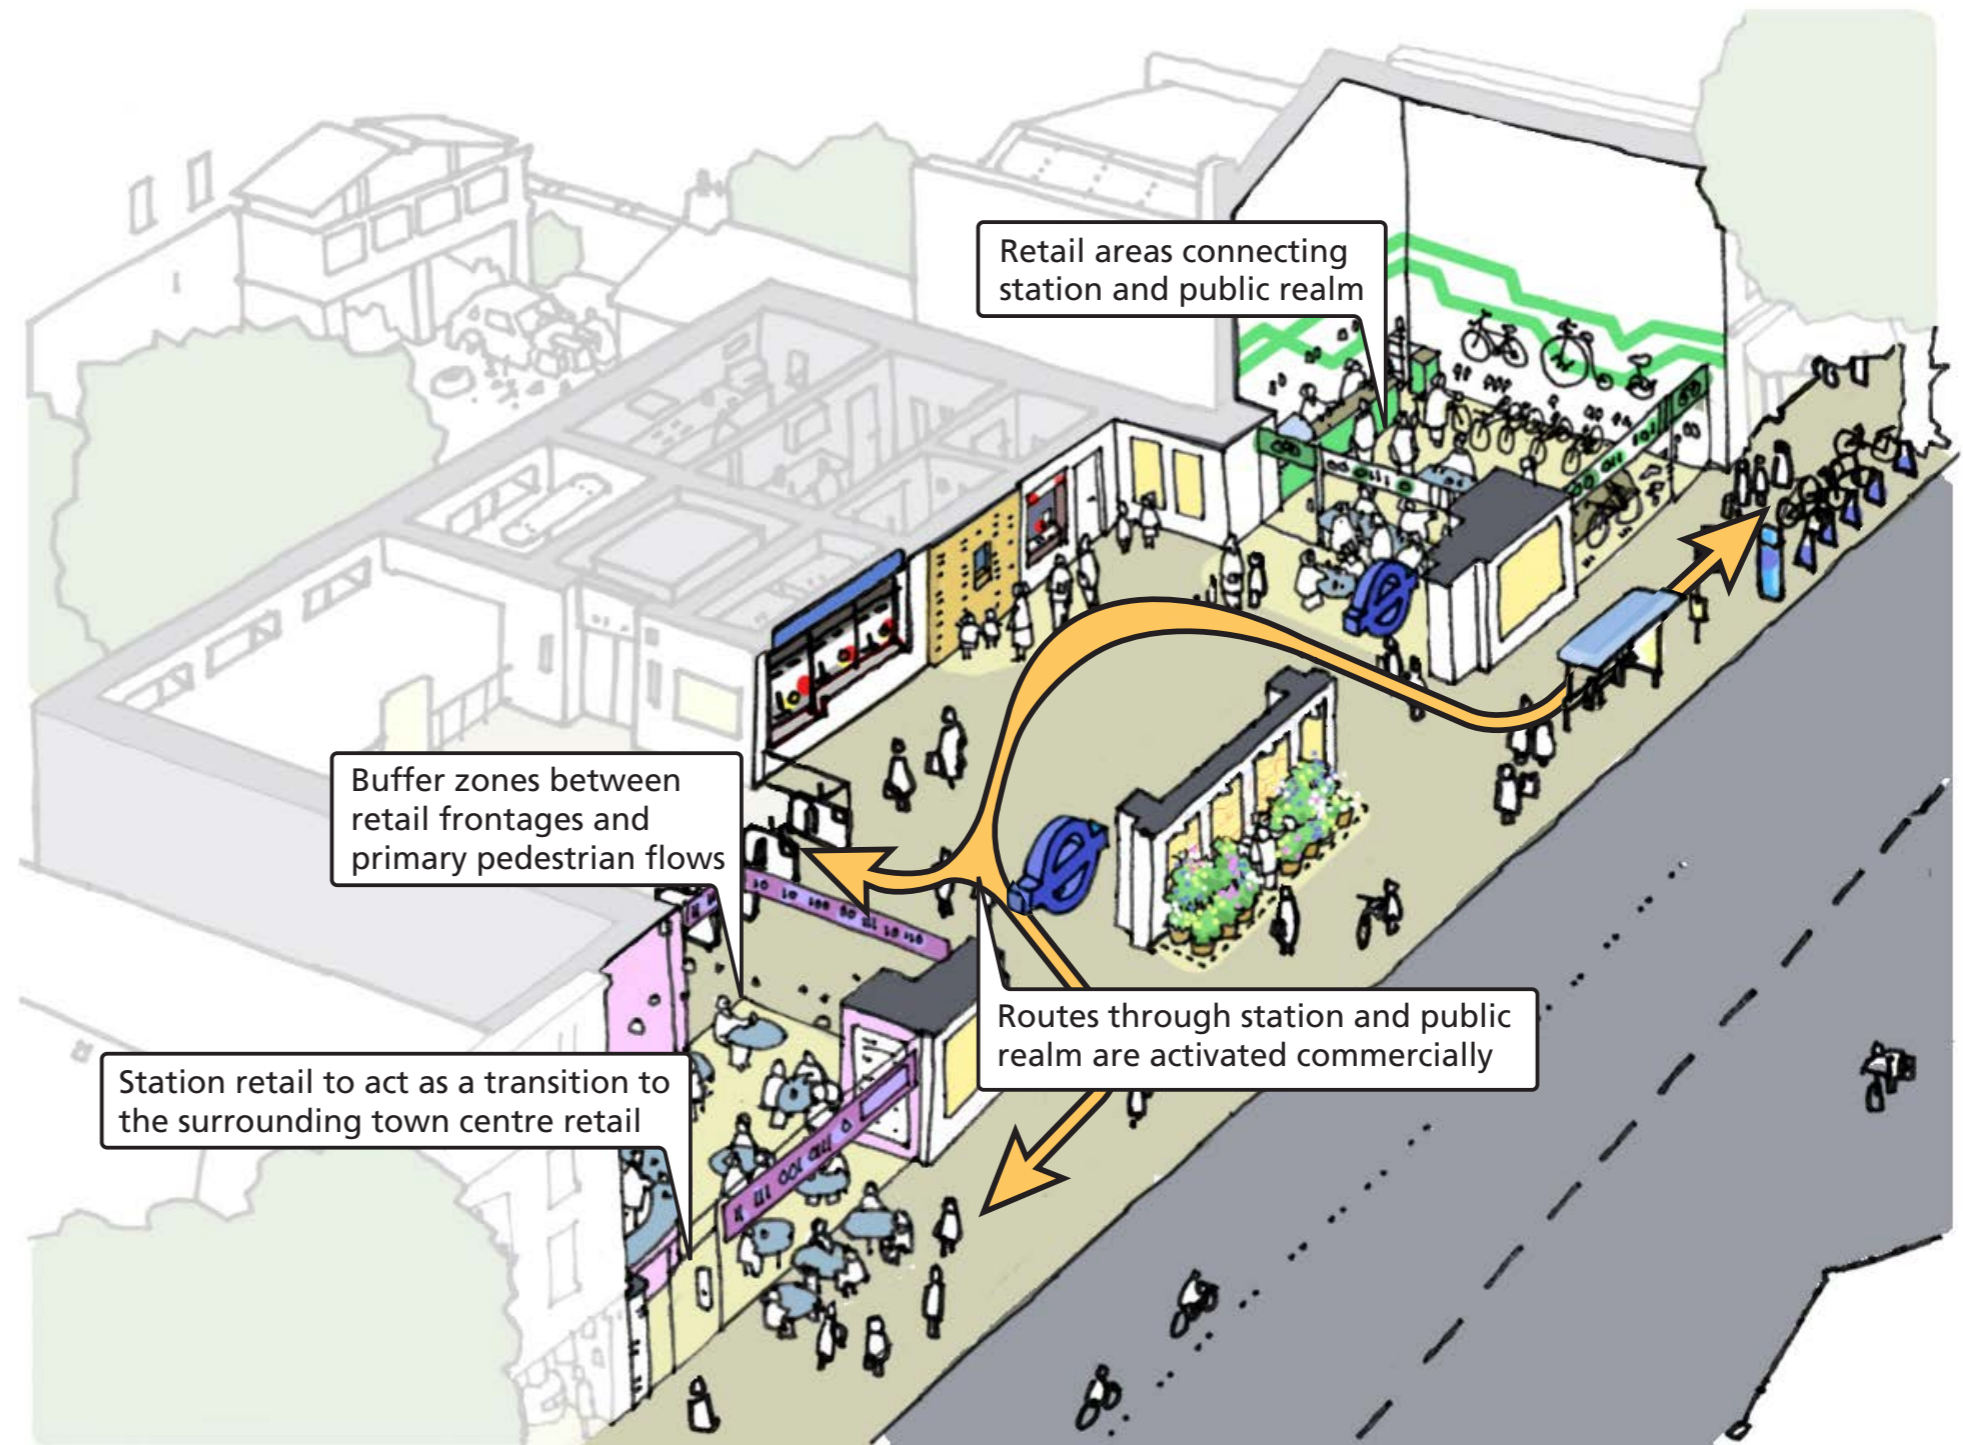 Retail areas connecting
station and public realm
Buffer zones between
retail frontages and
primary pedestrian flows
Routes through station and public
realm are activated commercially
Station retail to act as a transition to
the surrounding town centre retail